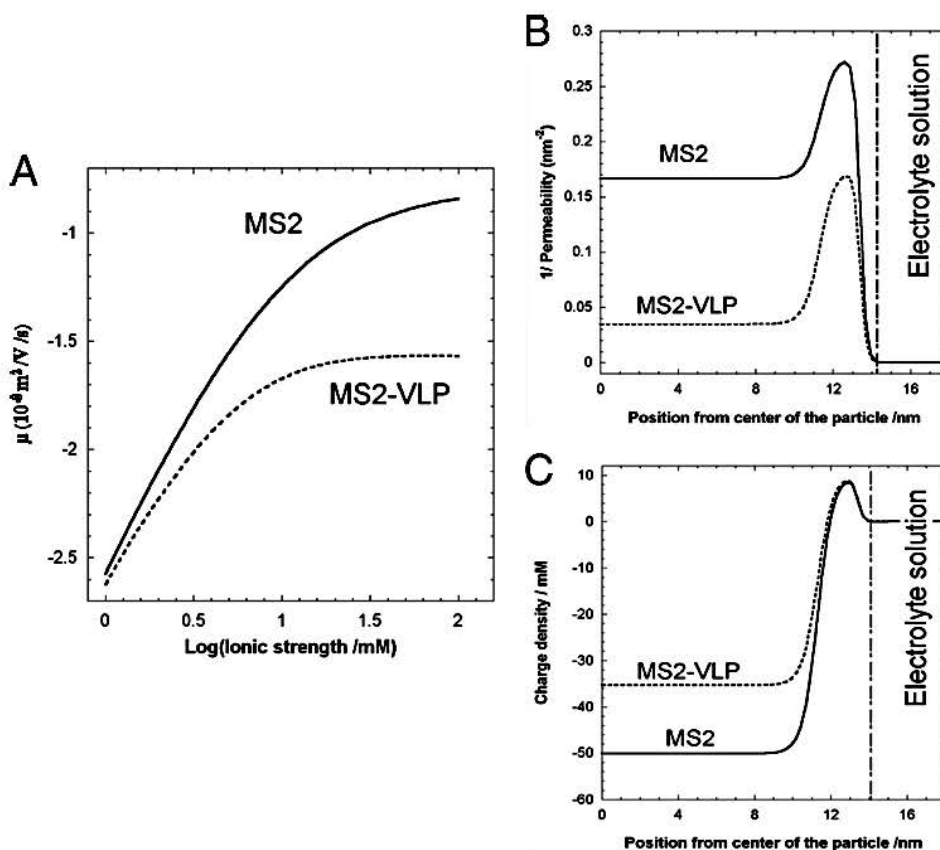 A
MS2
MS2-VLP
-1
-1.5
-2
-2.5
0
0.5
1
1.5
2
Log(Ionic strength /mM)
B
0.3
0.25
0.2
0.15
0.1
0.05
0
1/ Permeability (nm⁻²)
MS2
MS2-VLP
Electrolyte solution
0
4
8
12
16
Position from center of the particle /nm
C
10
0
-10
-20
-30
-40
-50
-60
Charge density / mM
MS2-VLP
MS2
Electrolyte solution
0
4
8
12
16
Position from center of the particle /nm